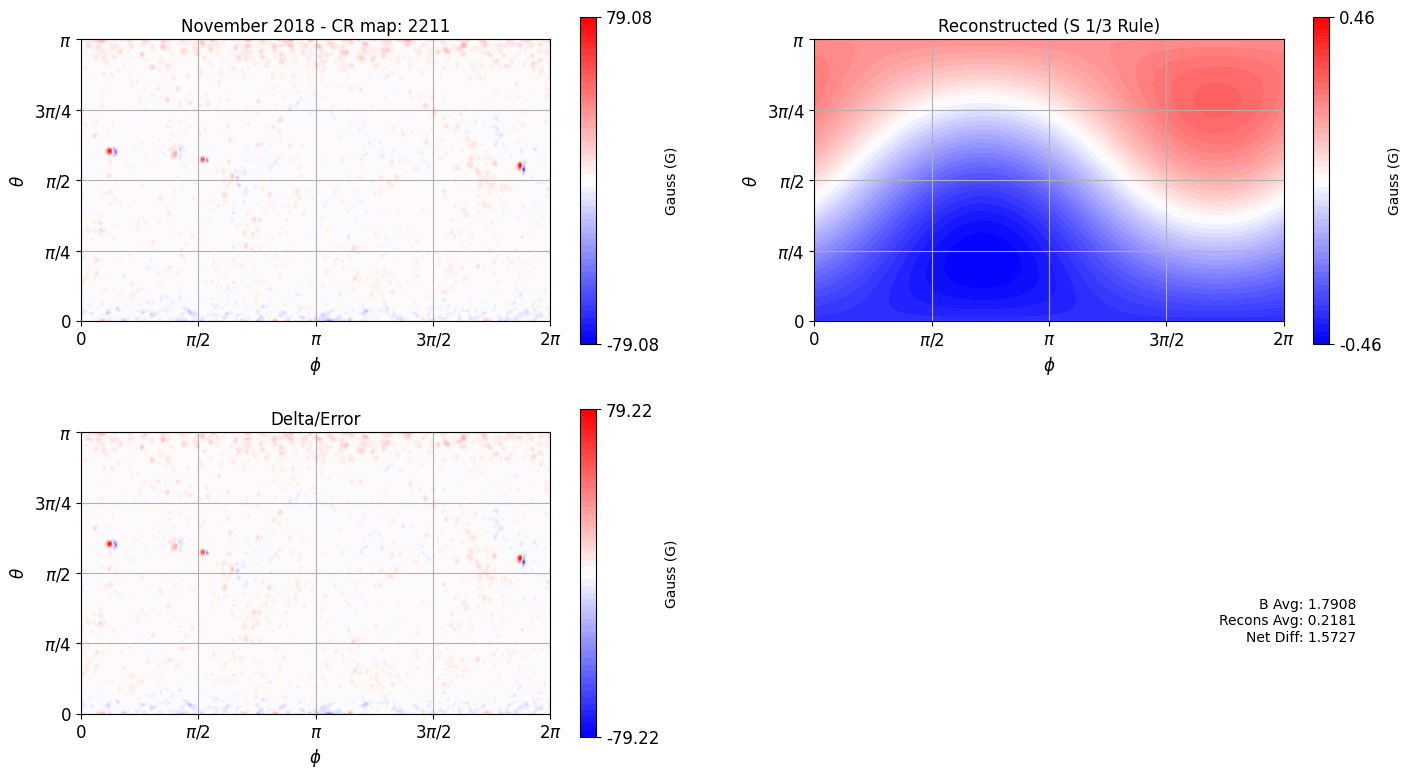 November 2018 - CR map: 2211
79.08
π
3π/4
π/2
π/4
0
θ
0
π/2
π
3π/2
2π
ϕ
-79.08
Gauss (G)
Reconstructed (S 1/3 Rule)
0.46
π
3π/4
π/2
π/4
0
θ
0
π/2
π
3π/2
2π
ϕ
-0.46
Gauss (G)
Delta/Error
79.22
π
3π/4
π/2
π/4
0
θ
0
π/2
π
3π/2
2π
ϕ
-79.22
Gauss (G)
B Avg: 1.7908
Recons Avg: 0.2181
Net Diff: 1.5727